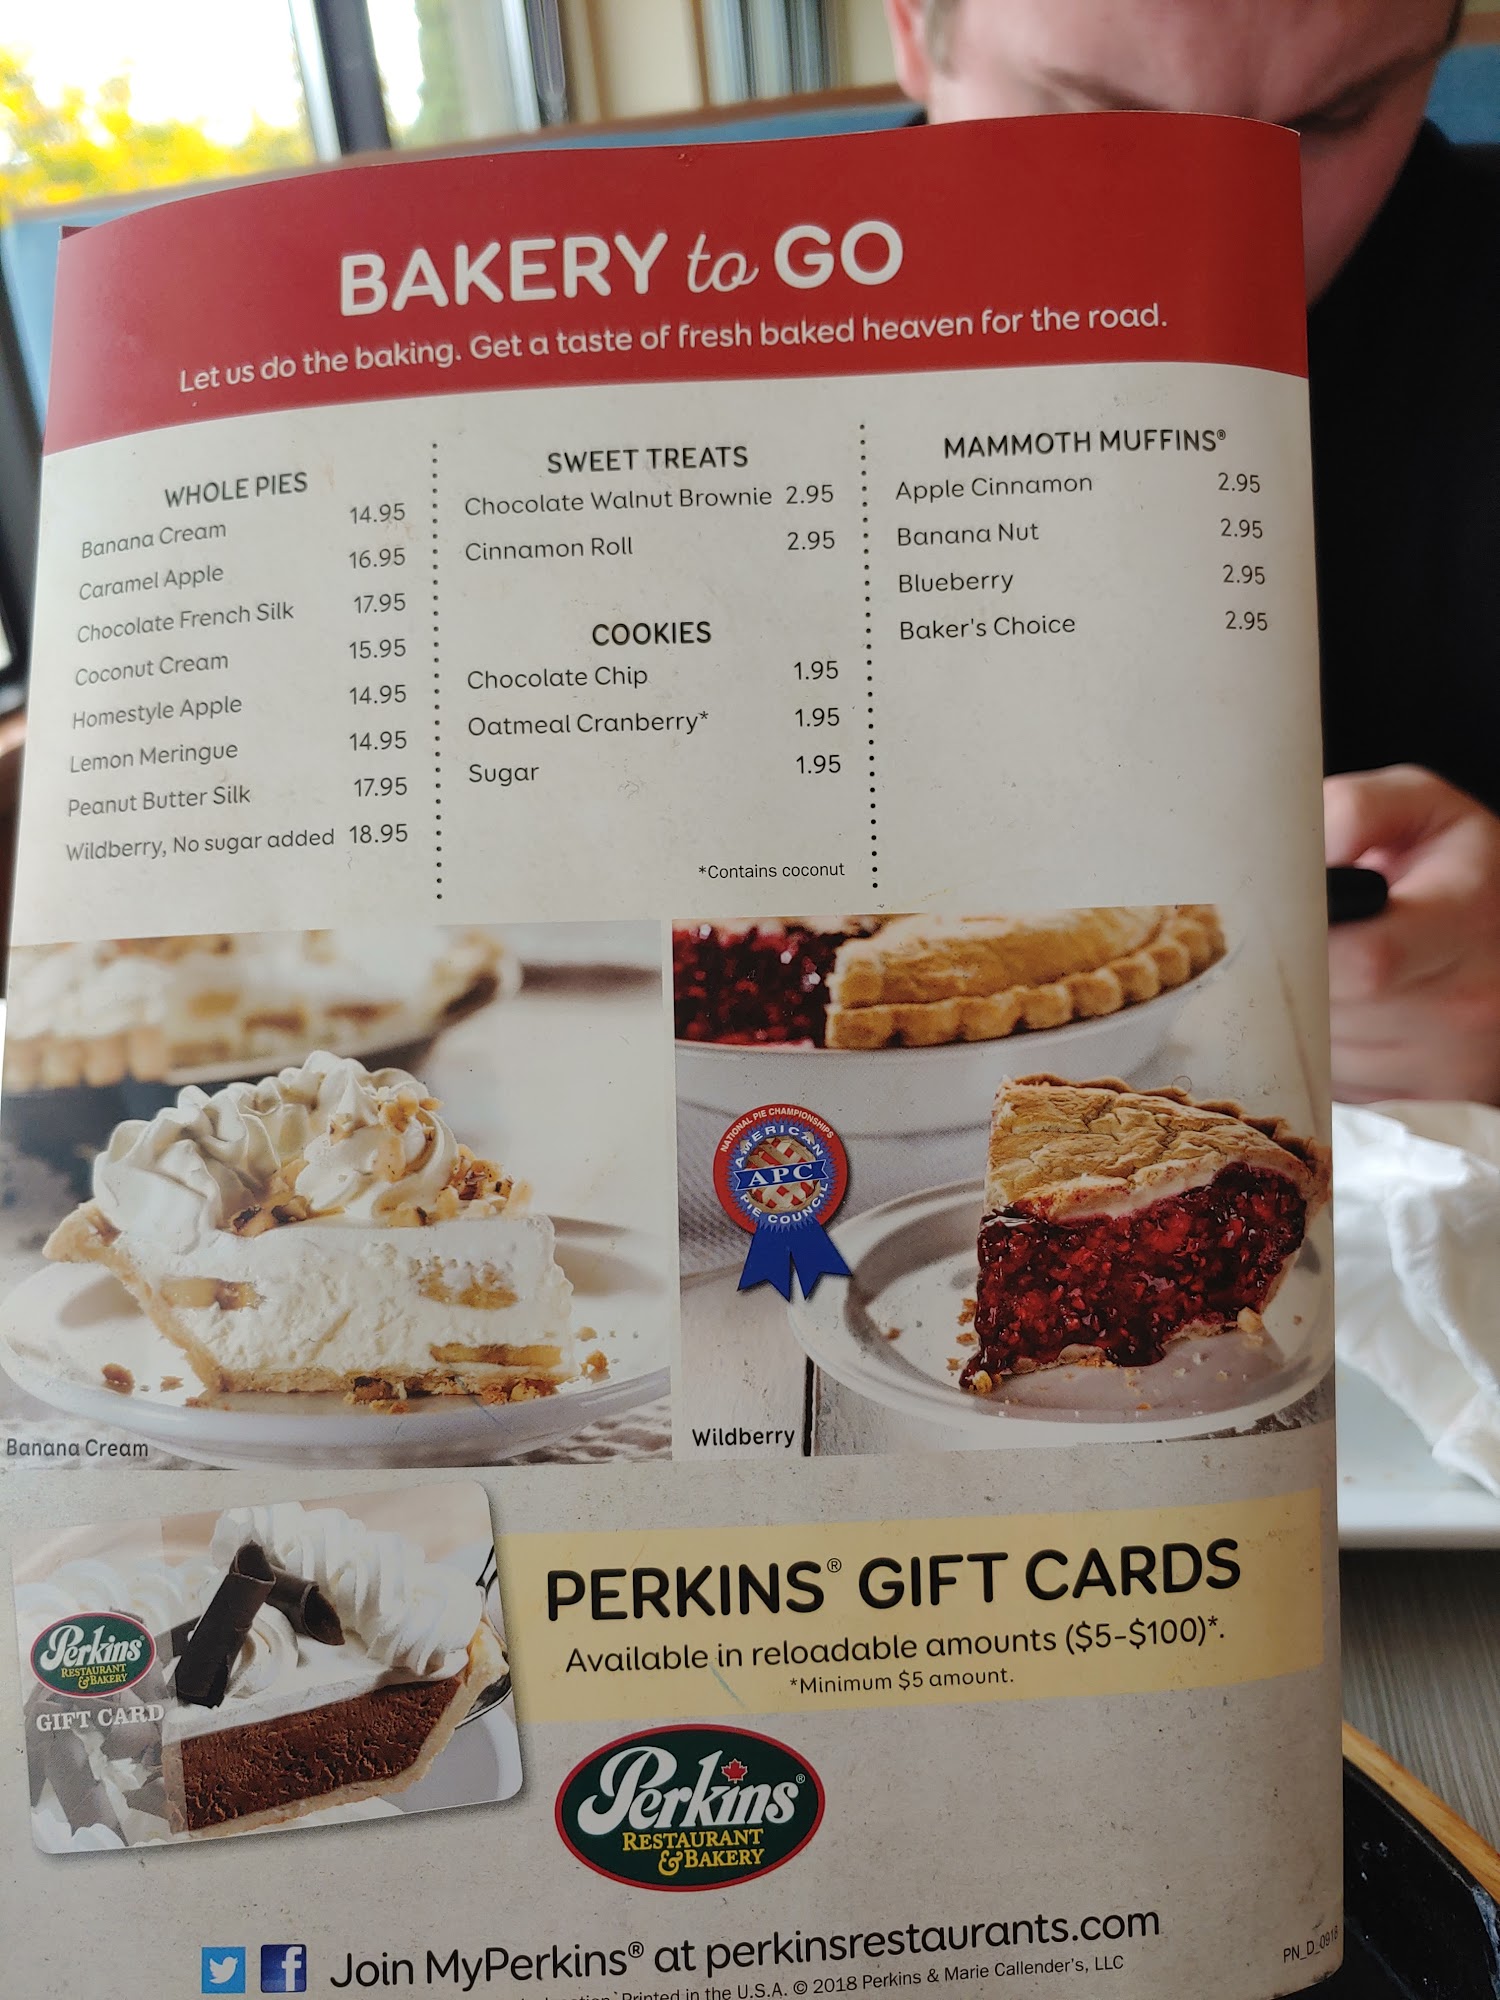 BAKERY to GO
Let us do the baking. Get a taste of fresh baked heaven for the road.
WHOLE PIES
Banana Cream 14.95
Caramel Apple 16.95
Chocolate French Silk 17.95
Coconut Cream 15.95
Homestyle Apple 14.95
Lemon Meringue 14.95
Peanut Butter Silk 17.95
Wildberry, No sugar added 18.95
SWEET TREATS
Chocolate Walnut Brownie 2.95
Cinnamon Roll 2.95
COOKIES
Chocolate Chip 1.95
Oatmeal Cranberry* 1.95
Sugar 1.95
*Contains coconut
MAMMOTH MUFFINS®
Apple Cinnamon 2.95
Banana Nut 2.95
Blueberry 2.95
Baker's Choice 2.95
NATIONAL PIE CHAMPIONSHIPS
AMERICAN
APC
PIE COUNCIL
Banana Cream
Wildberry
Perkins
RESTAURANT
& BAKERY
GIFT CARD
PERKINS® GIFT CARDS
Available in reloadable amounts ($5-$100)*.
*Minimum $5 amount.
Perkins®
RESTAURANT
& BAKERY
Join MyPerkins® at perkinsrestaurants.com
Printed in the U.S.A. © 2018 Perkins & Marie Callender's, LLC
PN_D_0918